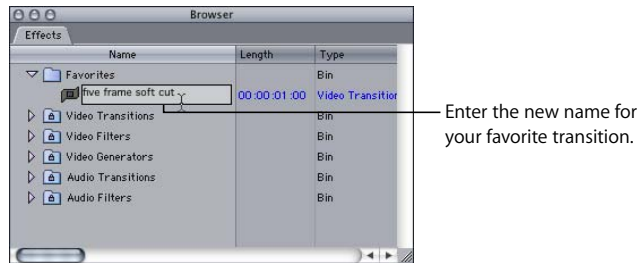 Browser
Effects
Name Length Type
Favorites Bin
five frame soft cut 00:00:01:00 Video Transition
Video Transitions Bin
Video Filters Bin
Video Generators Bin
Audio Transitions Bin
Audio Filters Bin
Enter the new name for
your favorite transition.